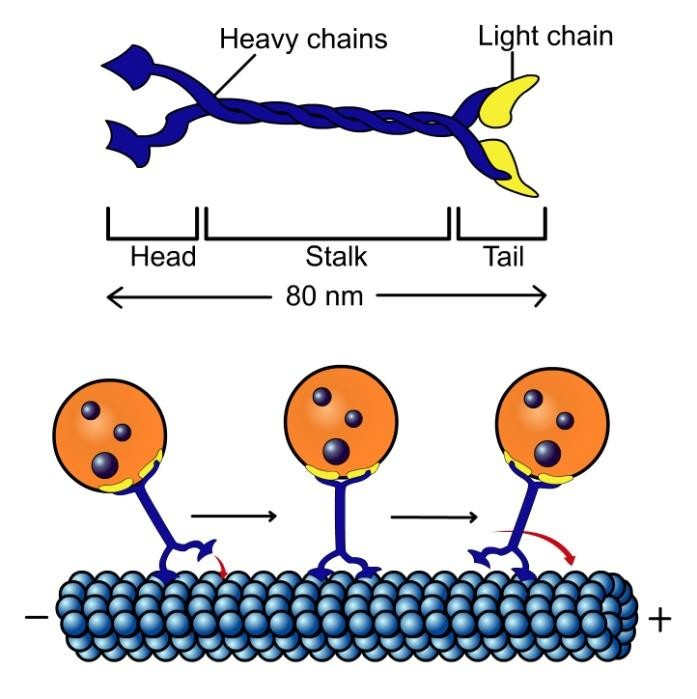 Heavy chains
Light chain
Head
Stalk
Tail
80 nm
−
+